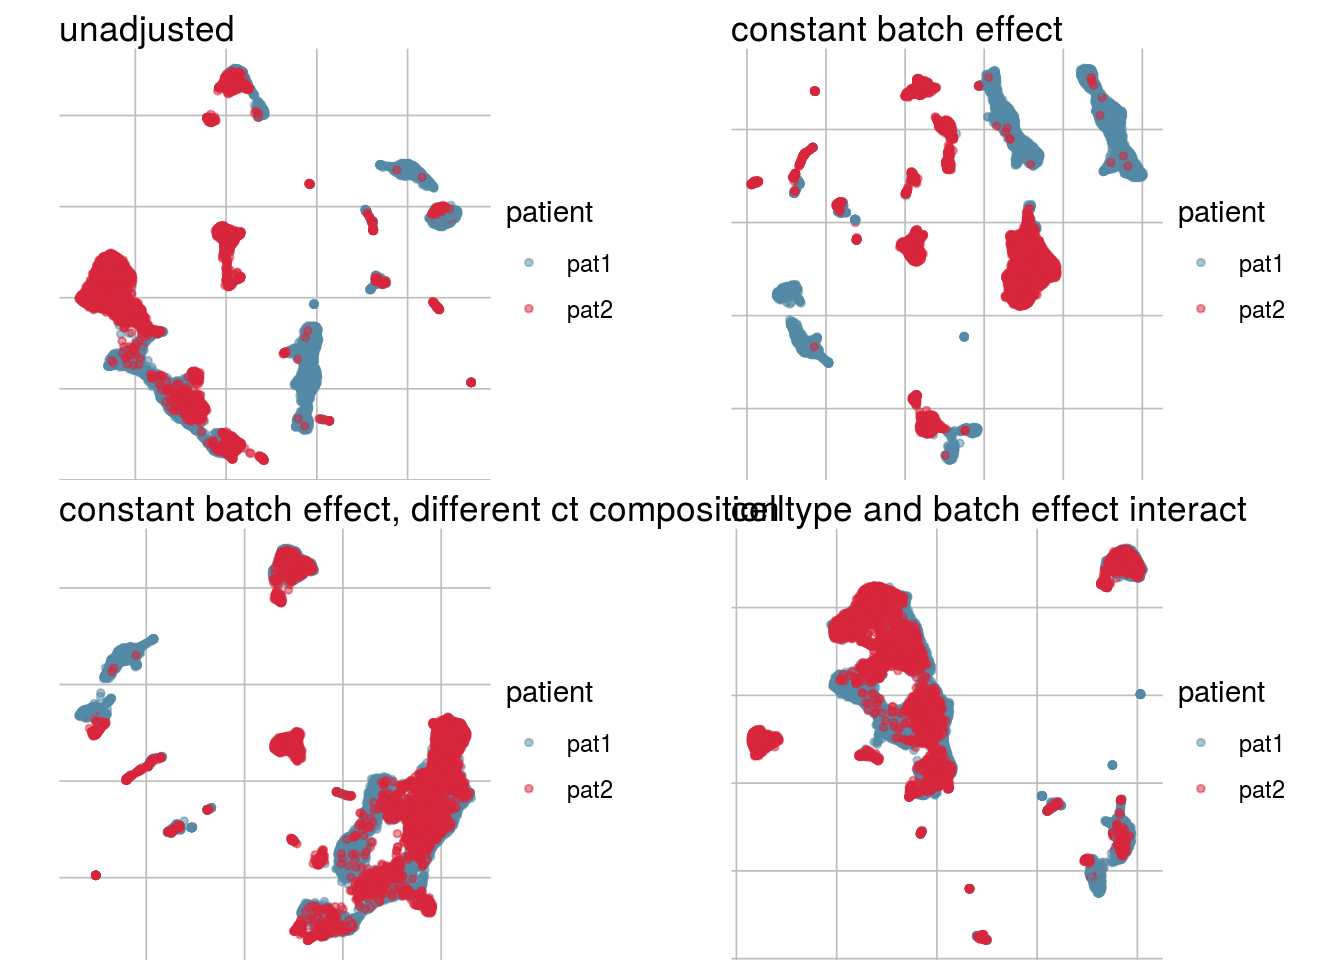 unadjusted
patient
pat1
pat2
constant batch effect
patient
pat1
pat2
constant batch effect, different ct composition
patient
pat1
pat2
celltype and batch effect interact
patient
pat1
pat2